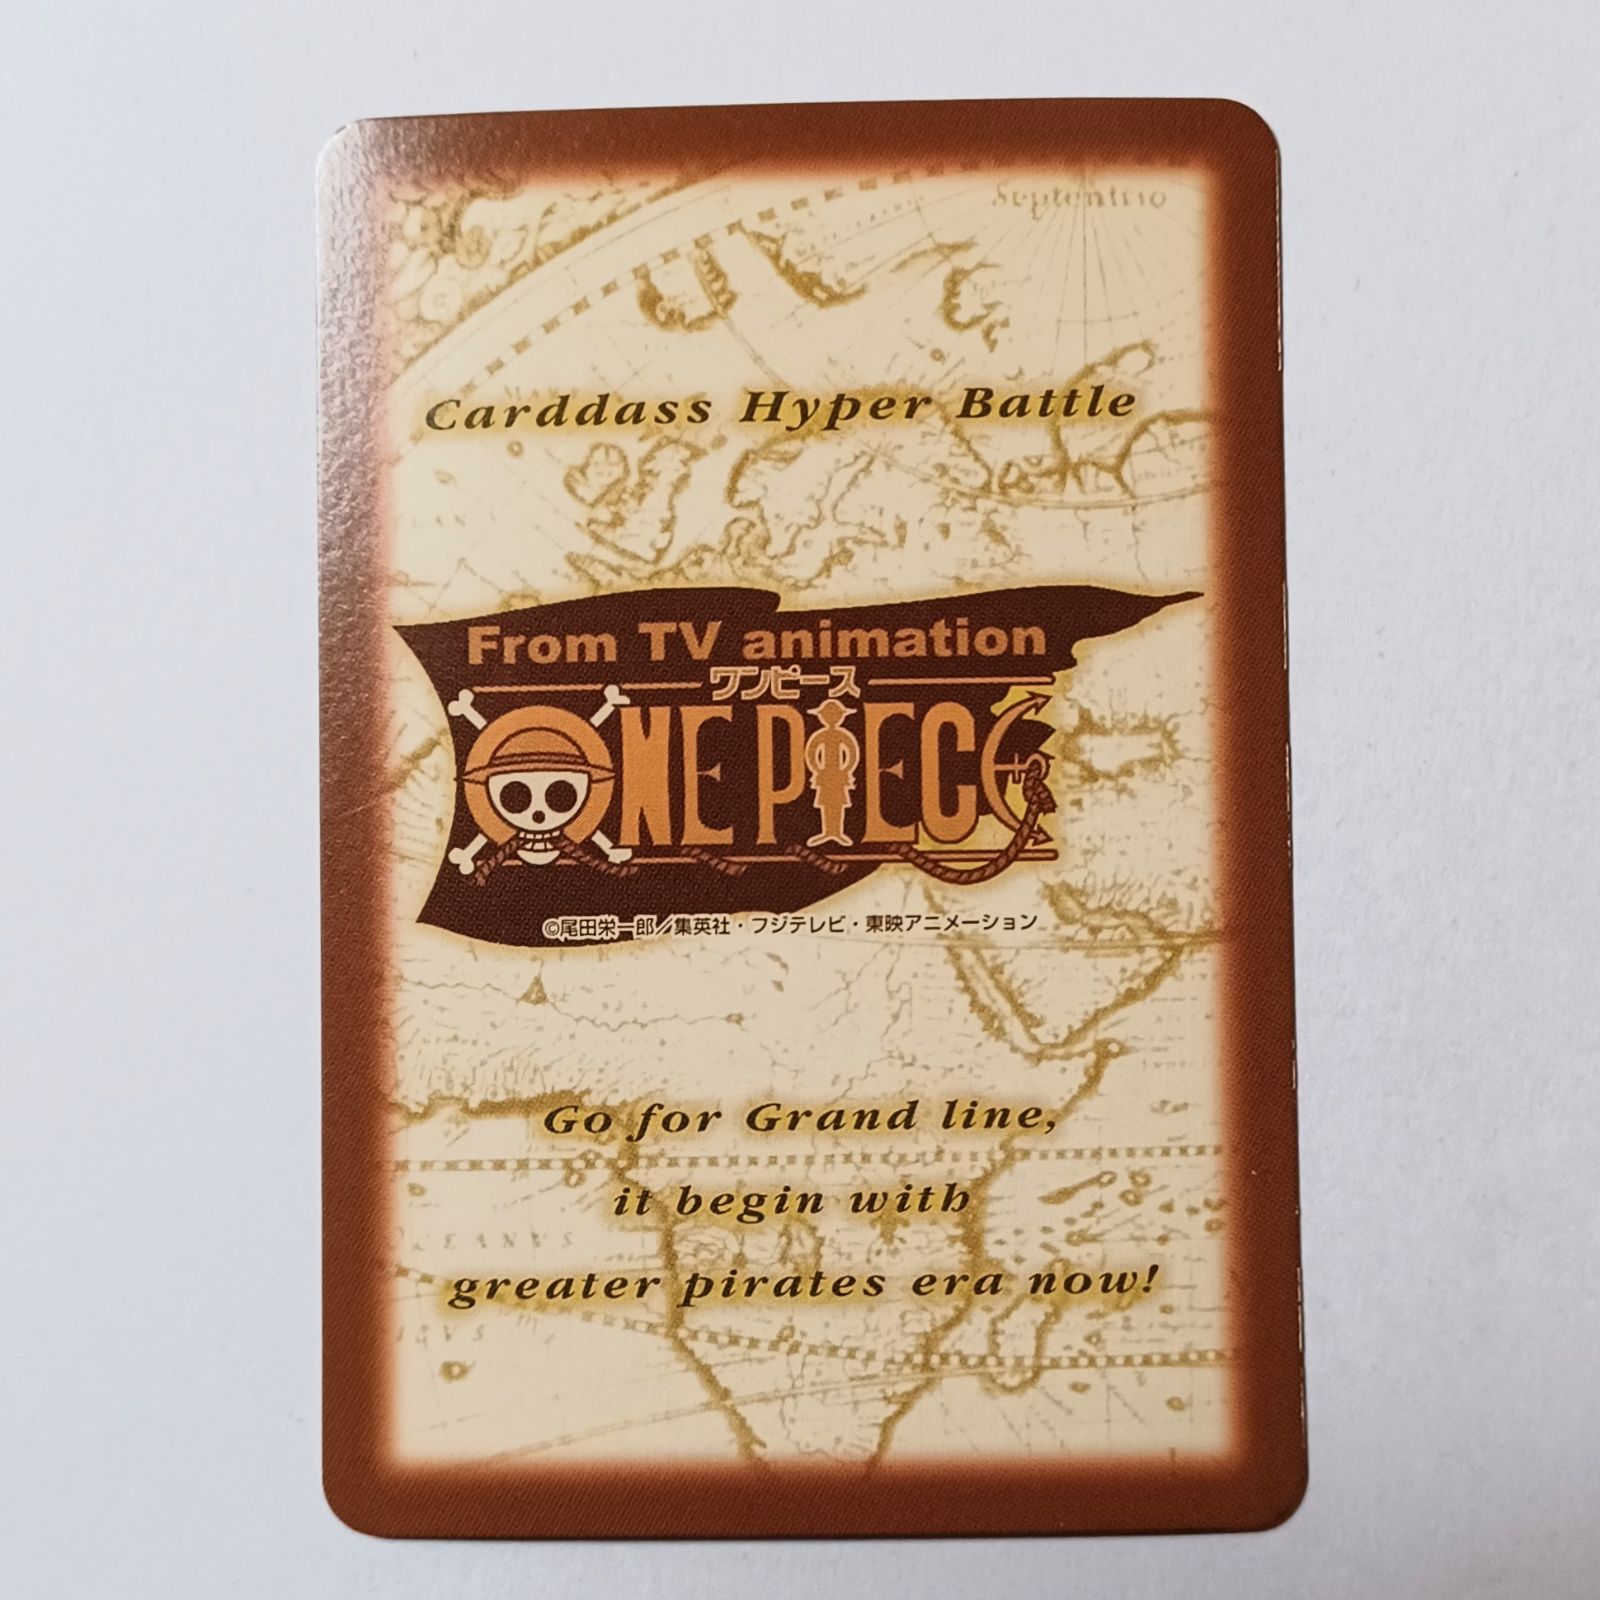 Septentrio
Carddass Hyper Battle
From TV animation
ワンピース
ONE PIECE
©尾田栄一郎／集英社・フジテレビ・東映アニメーション
Go for Grand line,
it begin with
OCEANVS
greater pirates era now!